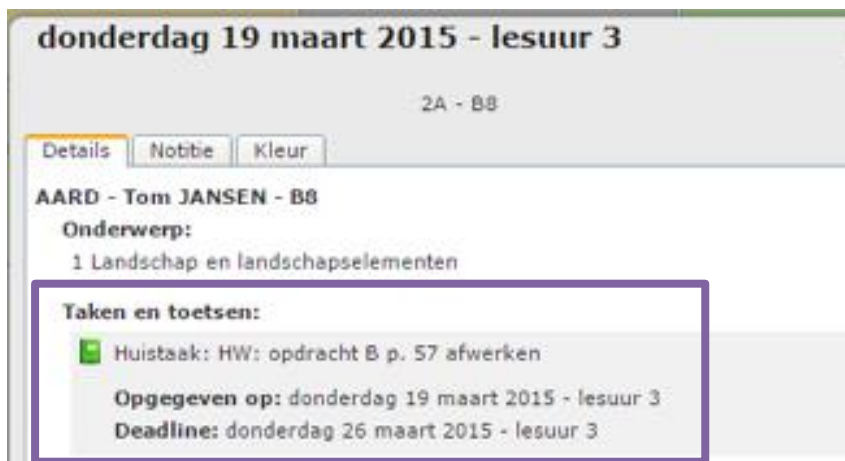 donderdag 19 maart 2015 - lesuur 3
2A - B8
Details Notitie Kleur
AARD - Tom JANSEN - B8
Onderwerp:
1 Landschap en landschapselementen
Taken en toetsen:
Huistaak: HW: opdracht B p. 57 afwerken
Opgegeven op: donderdag 19 maart 2015 - lesuur 3
Deadline: donderdag 26 maart 2015 - lesuur 3